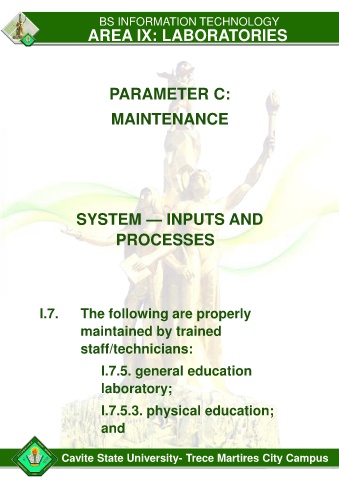 BS INFORMATION TECHNOLOGY
AREA IX: LABORATORIES
PARAMETER C:
MAINTENANCE
SYSTEM — INPUTS AND
PROCESSES
I.7. The following are properly
maintained by trained
staff/technicians:
I.7.5. general education
laboratory;
I.7.5.3. physical education;
and
Cavite State University- Trece Martires City Campus